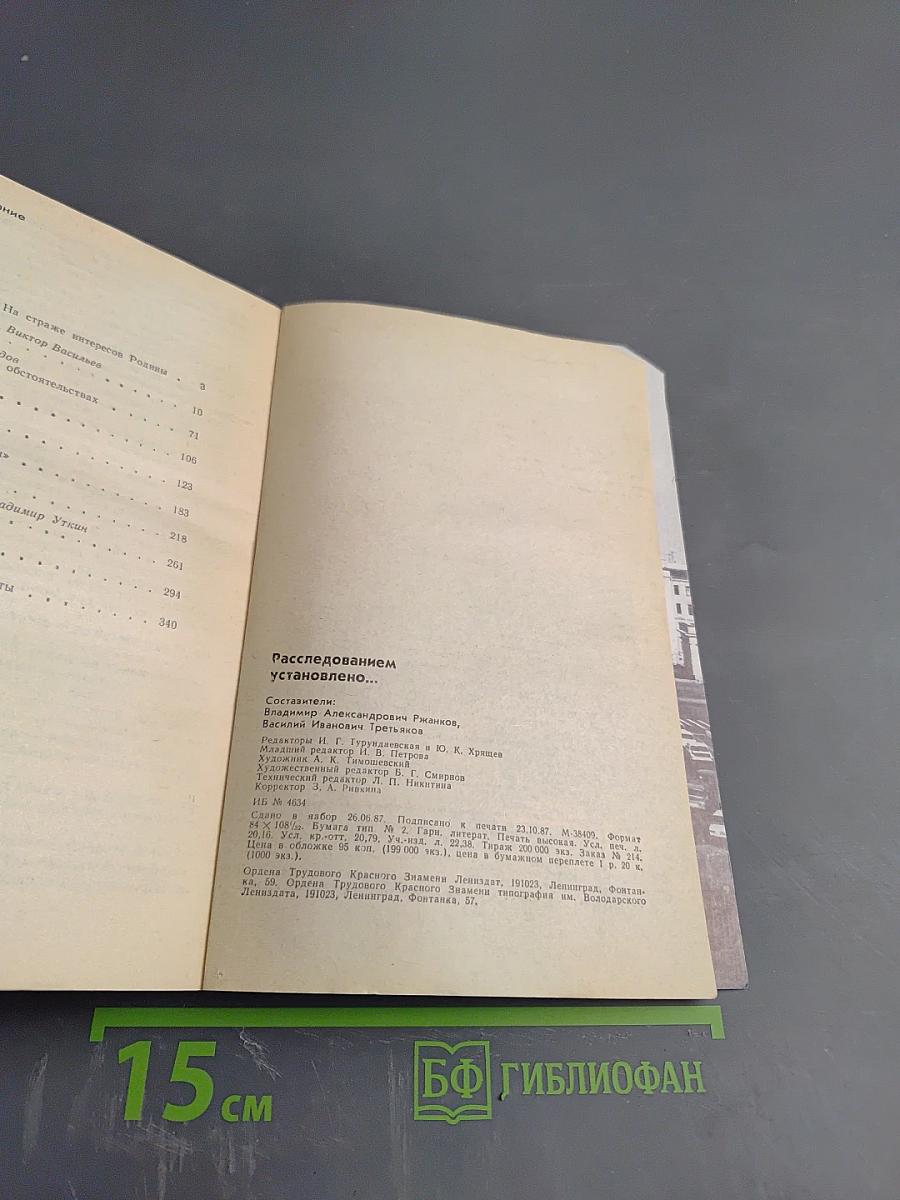 На страже интересов Родины . 3
Виктор Васильев
10
обстоятельствах
71
106
123
183
Уткин
218
261
294
340
Расследованием
установлено...
Составители:
Владимир Александрович Ржанков,
Василий Иванович Третьяков
Редакторы И. Г. Турундаевская и Ю. К. Хрящев
Младший редактор И. В. Петрова
Художник А. К. Тимошевский
Художественный редактор Б. Г. Смирнов
Технический редактор Л. П. Никитина
Корректор З. А. Ривкина
ИБ № 4634
Сдано в набор 26.06.87. Подписано к печати 23.10.87. М-38409. Формат
84 × 108¹/₃₂. Бумага тип. № 2. Гарн. литерат. Печать высокая. Усл. печ. л.
20,16. Усл. кр.-отт. 20,79. Уч.-изд. л. 22,38. Тираж 200 000 экз. Заказ № 214.
Цена в обложке 95 коп. (199 000 экз.), цена в бумажном переплете 1 р. 20 к.
(1000 экз.).
Ордена Трудового Красного Знамени Лениздат, 191023, Ленинград, Фонтан-
ка, 59. Ордена Трудового Красного Знамени типография им. Володарского
Лениздата, 191023, Ленинград, Фонтанка, 57.
15 см
БФ ГИБЛИОФАН